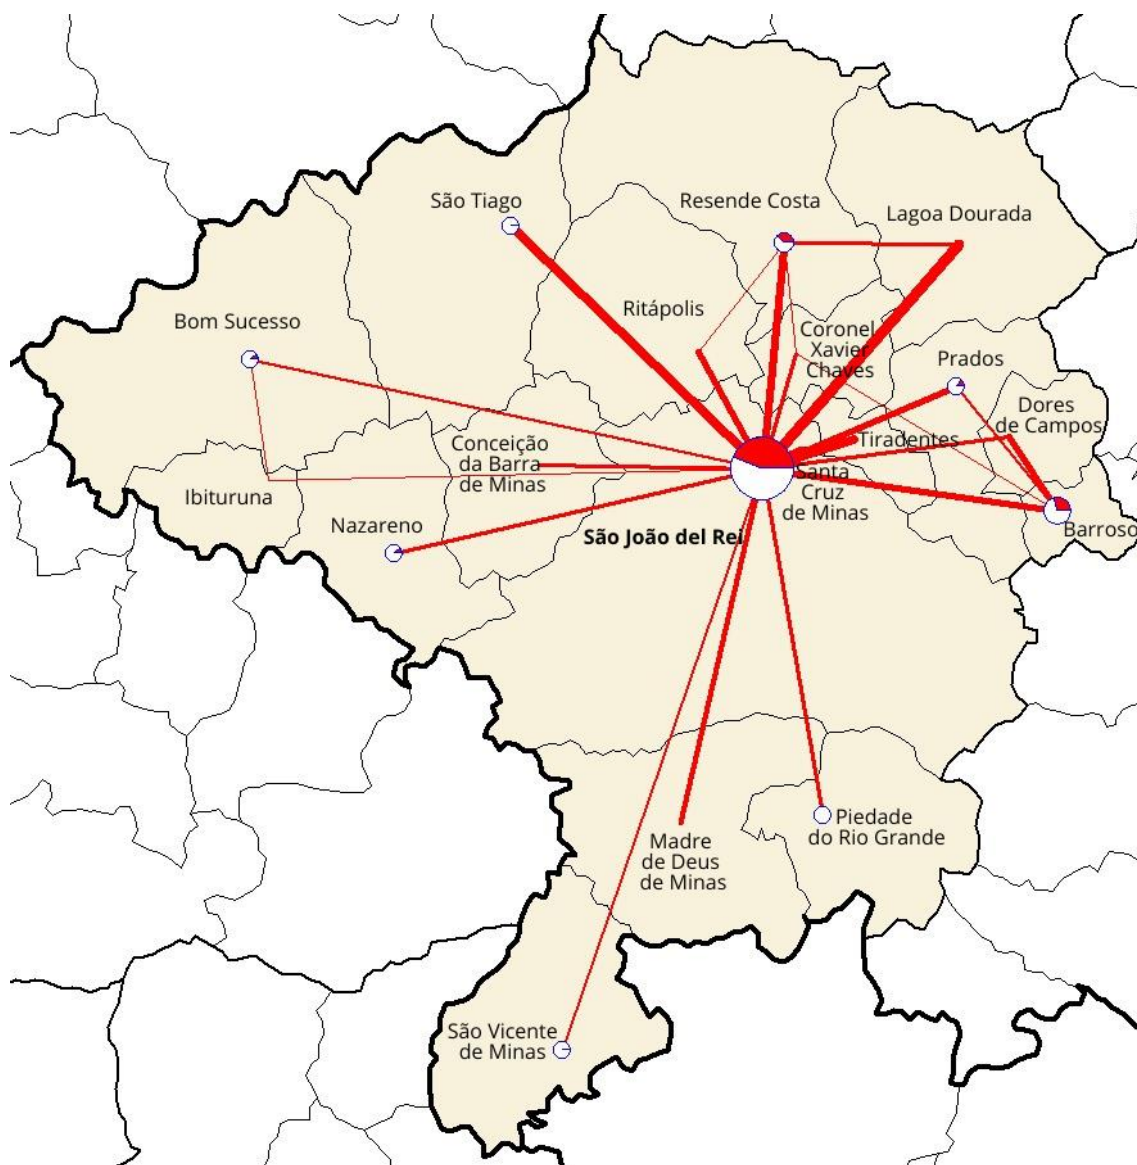 São Tiago
Resende Costa
Lagoa Dourada
Bom Sucesso
Ritápolis
Coronel
Xavier
Chaves
Prados
Dores
de Campos
Conceição
da Barra
de Minas
Tiradentes
Ibituruna
Santa
Cruz
de Minas
Nazareno
São João del Rei
Barroso
Piedade
do Rio Grande
Madre
de Deus
de Minas
São Vicente
de Minas